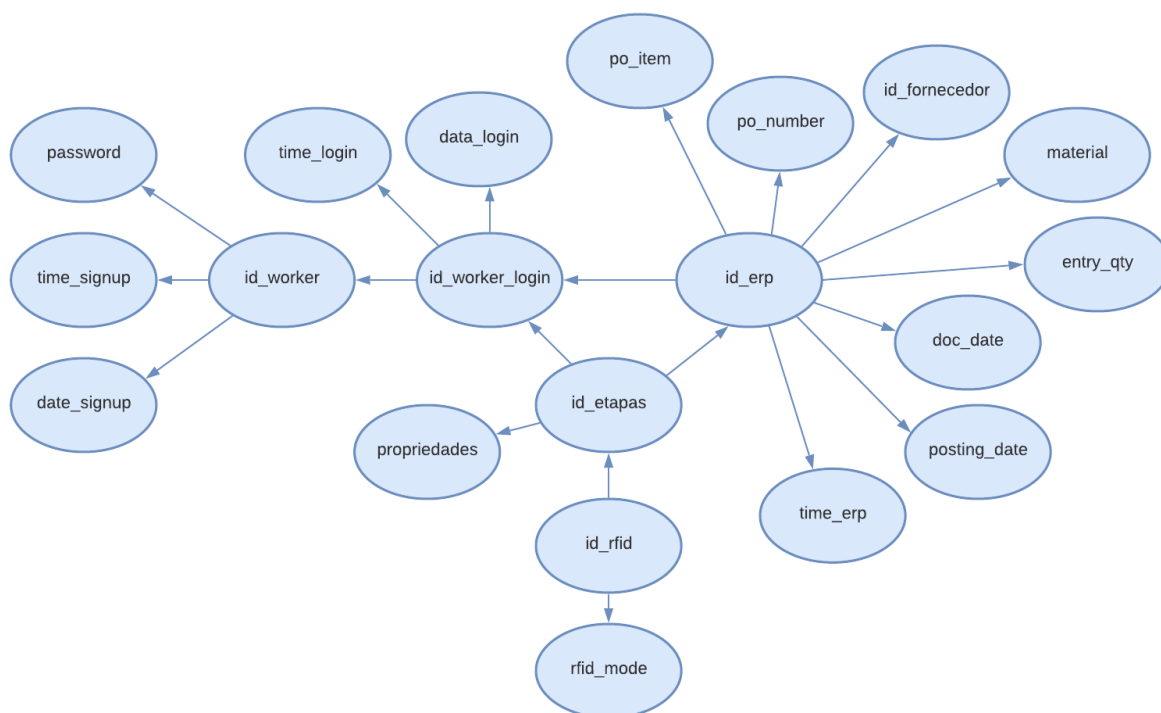 po_item
id_fornecedor
po_number
data_login
password
time_login
material
entry_qty
time_signup
id_worker
id_worker_login
id_erp
doc_date
date_signup
id_etapas
propriedades
posting_date
time_erp
id_rfid
rfid_mode